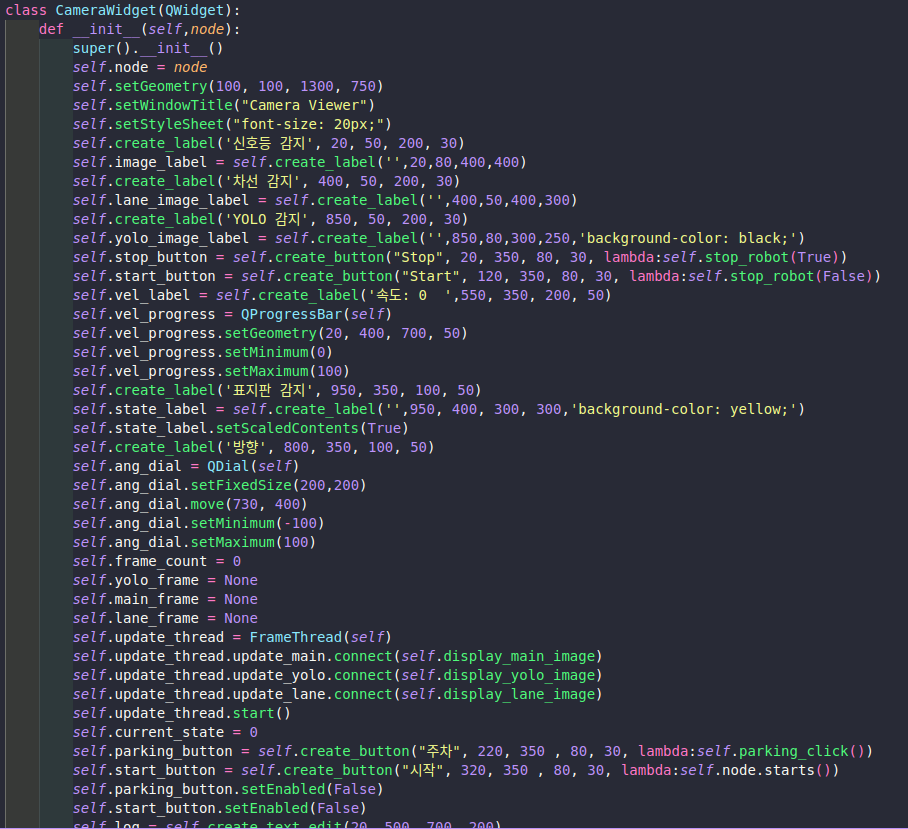 class CameraWidget(QWidget):
    def __init__(self,node):
        super().__init__()
        self.node = node
        self.setGeometry(100, 100, 1300, 750)
        self.setWindowTitle("Camera Viewer")
        self.setStyleSheet("font-size: 20px;")
        self.create_label('신호등 감지', 20, 50, 200, 30)
        self.image_label = self.create_label('',20,80,400,400)
        self.create_label('차선 감지', 400, 50, 200, 30)
        self.lane_image_label = self.create_label('',400,50,400,300)
        self.create_label('YOLO 감지', 850, 50, 200, 30)
        self.yolo_image_label = self.create_label('',850,80,300,250,'background-color: black;')
        self.stop_button = self.create_button("Stop", 20, 350, 80, 30, lambda:self.stop_robot(True))
        self.start_button = self.create_button("Start", 120, 350, 80, 30, lambda:self.stop_robot(False))
        self.vel_label = self.create_label('속도: 0  ',550, 350, 200, 50)
        self.vel_progress = QProgressBar(self)
        self.vel_progress.setGeometry(20, 400, 700, 50)
        self.vel_progress.setMinimum(0)
        self.vel_progress.setMaximum(100)
        self.create_label('표지판 감지', 950, 350, 100, 50)
        self.state_label = self.create_label('',950, 400, 300, 300,'background-color: yellow;')
        self.state_label.setScaledContents(True)
        self.create_label('방향', 800, 350, 100, 50)
        self.ang_dial = QDial(self)
        self.ang_dial.setFixedSize(200,200)
        self.ang_dial.move(730, 400)
        self.ang_dial.setMinimum(-100)
        self.ang_dial.setMaximum(100)
        self.frame_count = 0
        self.yolo_frame = None
        self.main_frame = None
        self.lane_frame = None
        self.update_thread = FrameThread(self)
        self.update_thread.update_main.connect(self.display_main_image)
        self.update_thread.update_yolo.connect(self.display_yolo_image)
        self.update_thread.update_lane.connect(self.display_lane_image)
        self.update_thread.start()
        self.current_state = 0
        self.parking_button = self.create_button("주차", 220, 350 , 80, 30, lambda:self.parking_click())
        self.start_button = self.create_button("시작", 320, 350 , 80, 30, lambda:self.node.starts())
        self.parking_button.setEnabled(False)
        self.start_button.setEnabled(False)
        self.log = self.create_text_edit(20, 500, 700, 200)